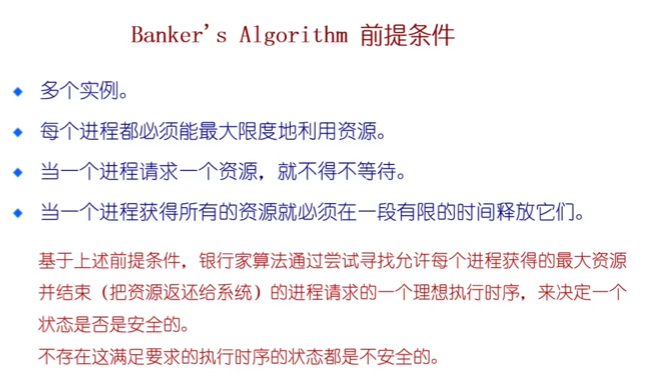 Banker's Algorithm 前提条件
多个实例。
每个进程都必须能最大限度地利用资源。
当一个进程请求一个资源，就不得不等待。
当一个进程获得所有的资源就必须在一段有限的时间释放它们。
基于上述前提条件，银行家算法通过尝试寻找允许每个进程获得的最大资源
并结束（把资源返还给系统）的进程请求的一个理想执行时序，来决定一个
状态是否是安全的。
不存在这满足要求的执行时序的状态都是不安全的。